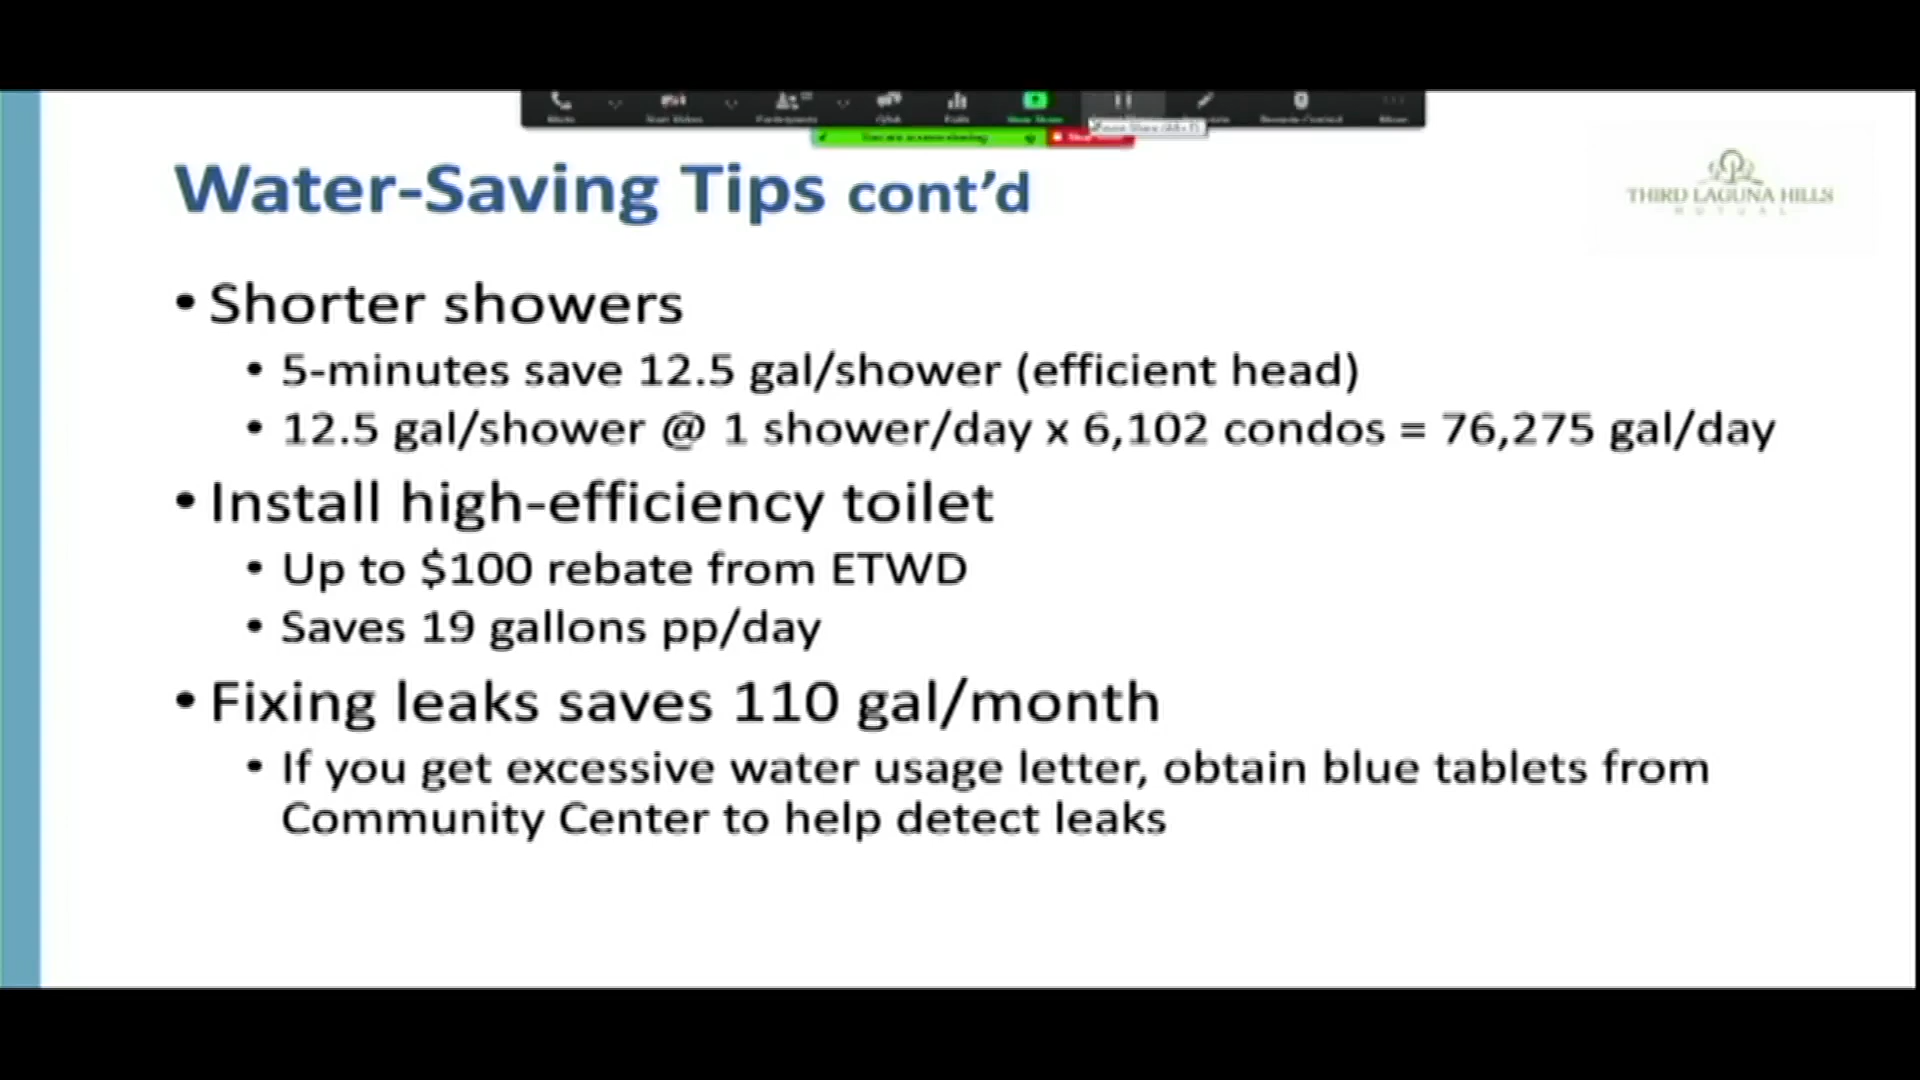 Water-Saving Tips cont’d
THIRD LAGUNA HILLS
MUTUAL
• Shorter showers
• 5-minutes save 12.5 gal/shower (efficient head)
• 12.5 gal/shower @ 1 shower/day x 6,102 condos = 76,275 gal/day
• Install high-efficiency toilet
• Up to $100 rebate from ETWD
• Saves 19 gallons pp/day
• Fixing leaks saves 110 gal/month
• If you get excessive water usage letter, obtain blue tablets from
Community Center to help detect leaks